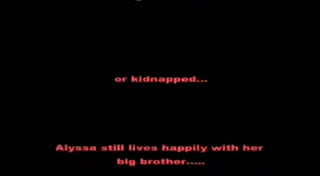 or kidnapped...
Alyssa still lives happily with her
big brother.....